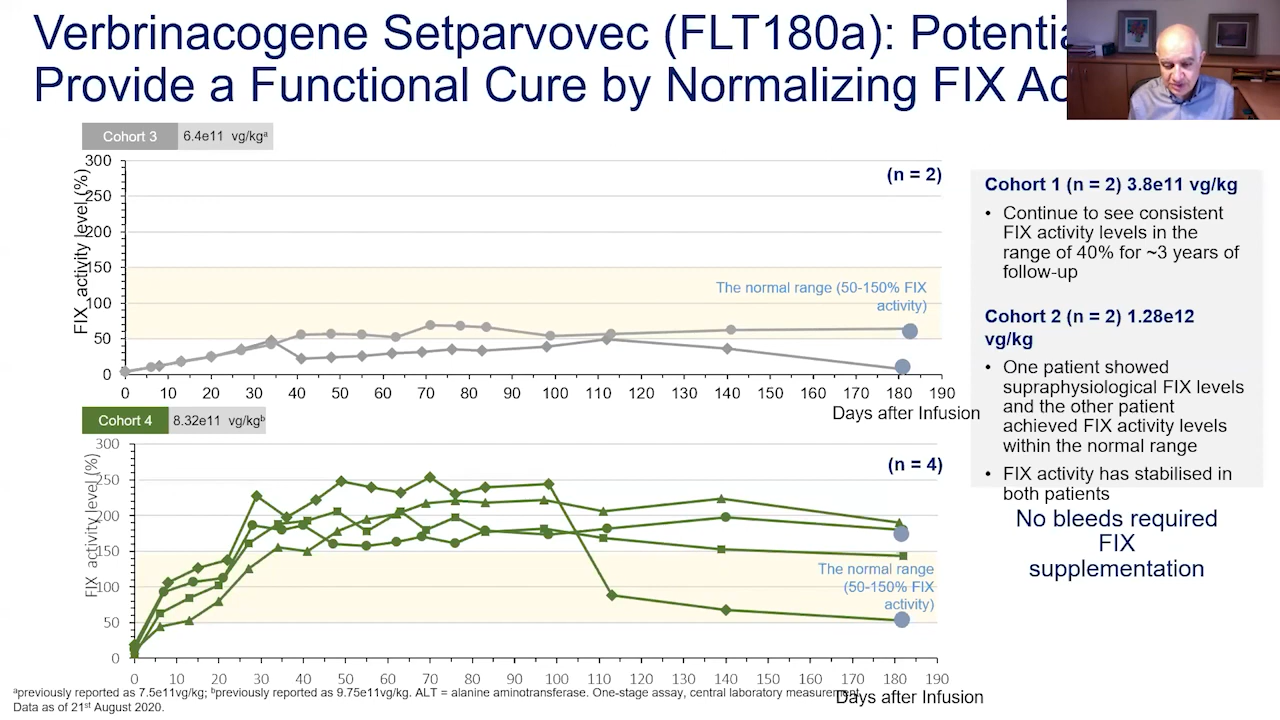 Verbrinacogene Setparvovec (FLT180a):
Provide a Functional Cure by Normalizing FIX
Cohort 3 6.4e11 vg/kgᵃ
(n = 2)
FIX activity level (%)
300
250
200
150
100
50
0
The normal range (50-150% FIX
activity)
0 10 20 30 40 50 60 70 80 90 100 110 120 130 140 150 160 170 180 190
Days after Infusion
Cohort 4 8.32e11 vg/kgᵇ
(n = 4)
FIX activity level (%)
300
250
200
150
100
50
0
The normal range
(50-150% FIX
activity)
0 10 20 30 40 50 60 70 80 90 100 110 120 130 140 150 160 170 180 190
Days after Infusion
Cohort 1 (n = 2) 3.8e11 vg/kg
• Continue to see consistent
FIX activity levels in the
range of 40% for ~3 years of
follow-up
Cohort 2 (n = 2) 1.28e12
vg/kg
• One patient showed
supraphysiological FIX levels
and the other patient
achieved FIX activity levels
within the normal range
• FIX activity has stabilised in
both patients
No bleeds required
FIX
supplementation
ᵃpreviously reported as 7.5e11vg/kg; ᵇpreviously reported as 9.75e11vg/kg. ALT = alanine aminotransferase. One-stage assay, central laboratory measurement.
Data as of 21st August 2020.